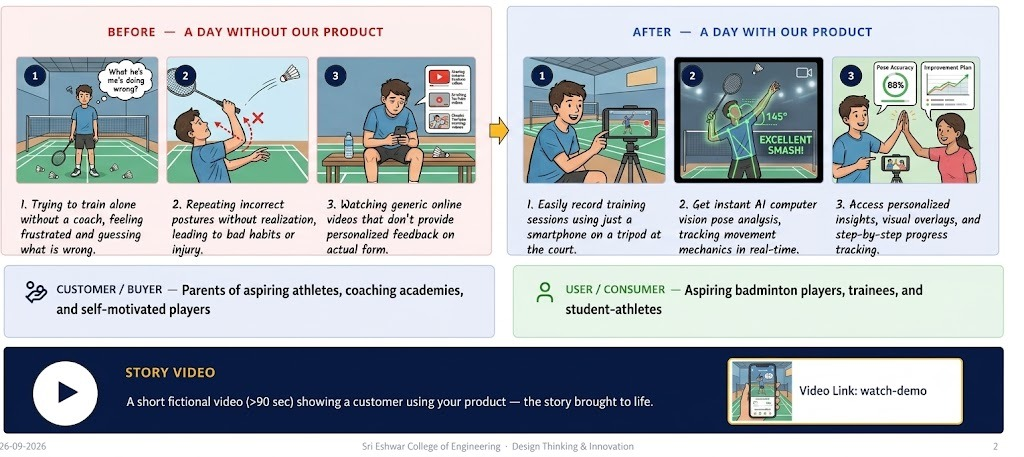 BEFORE — A DAY WITHOUT OUR PRODUCT
1
What he's
me's doing
wrong?
2
3
1. Trying to train alone
without a coach, feeling
frustrated and guessing
what is wrong.
2. Repeating incorrect
postures without realization,
leading to bad habits or
injury.
3. Watching generic online
videos that don't provide
personalized feedback on
actual form.
AFTER — A DAY WITH OUR PRODUCT
1
2
145°
EXCELLENT
SMASH!
3
Pose Accuracy
88%
Improvement Plan
1. Easily record training
sessions using just a
smartphone on a tripod at
the court.
2. Get instant AI computer
vision pose analysis,
tracking movement
mechanics in real-time.
3. Access personalized
insights, visual overlays, and
step-by-step progress
tracking.
CUSTOMER / BUYER — Parents of aspiring athletes, coaching academies,
and self-motivated players
USER / CONSUMER — Aspiring badminton players, trainees, and
student-athletes
STORY VIDEO
A short fictional video (>90 sec) showing a customer using your product — the story brought to life.
Video Link: watch-demo
26-09-2026
Sri Eshwar College of Engineering · Design Thinking & Innovation
2